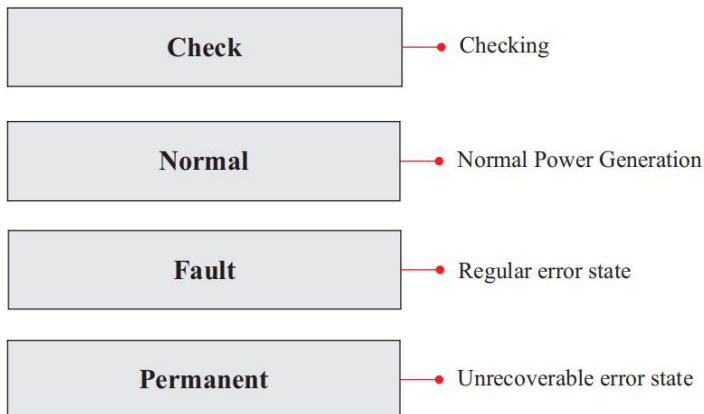 Check
Checking
Normal
Normal Power Generation
Fault
Regular error state
Permanent
Unrecoverable error state